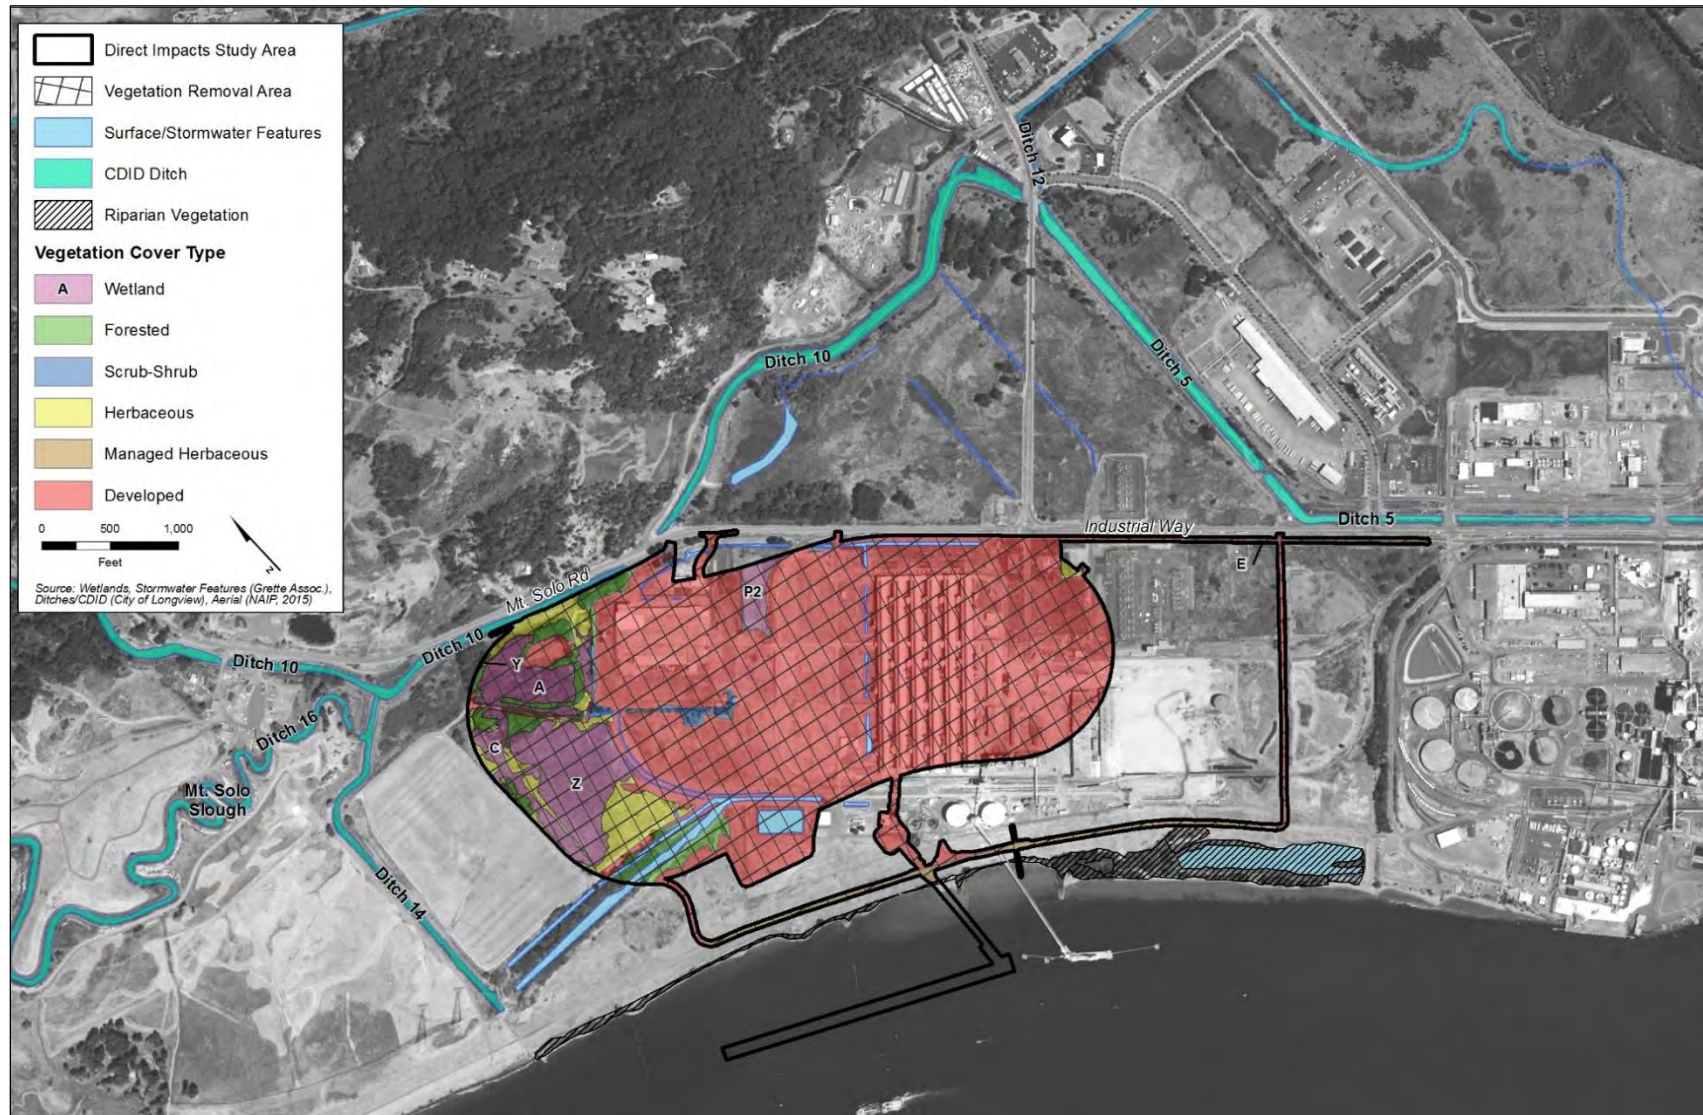 Direct Impacts Study Area
Vegetation Removal Area
Surface/Stormwater Features
CDID Ditch
Riparian Vegetation
Vegetation Cover Type
A
Wetland
Forested
Scrub-Shrub
Herbaceous
Managed Herbaceous
Developed
0 500 1,000
Feet
N
Source: Wetlands, Stormwater Features (Grette Assoc.),
Ditches/CDID (City of Longview), Aerial (NAIP, 2015)
Ditch 12
Ditch 10
Ditch 5
Ditch 5
Industrial Way
E
P2
Mt. Solo Rd
Ditch 10
Ditch 10
Y
A
C
Z
Ditch 16
Mt. Solo
Slough
Ditch 14